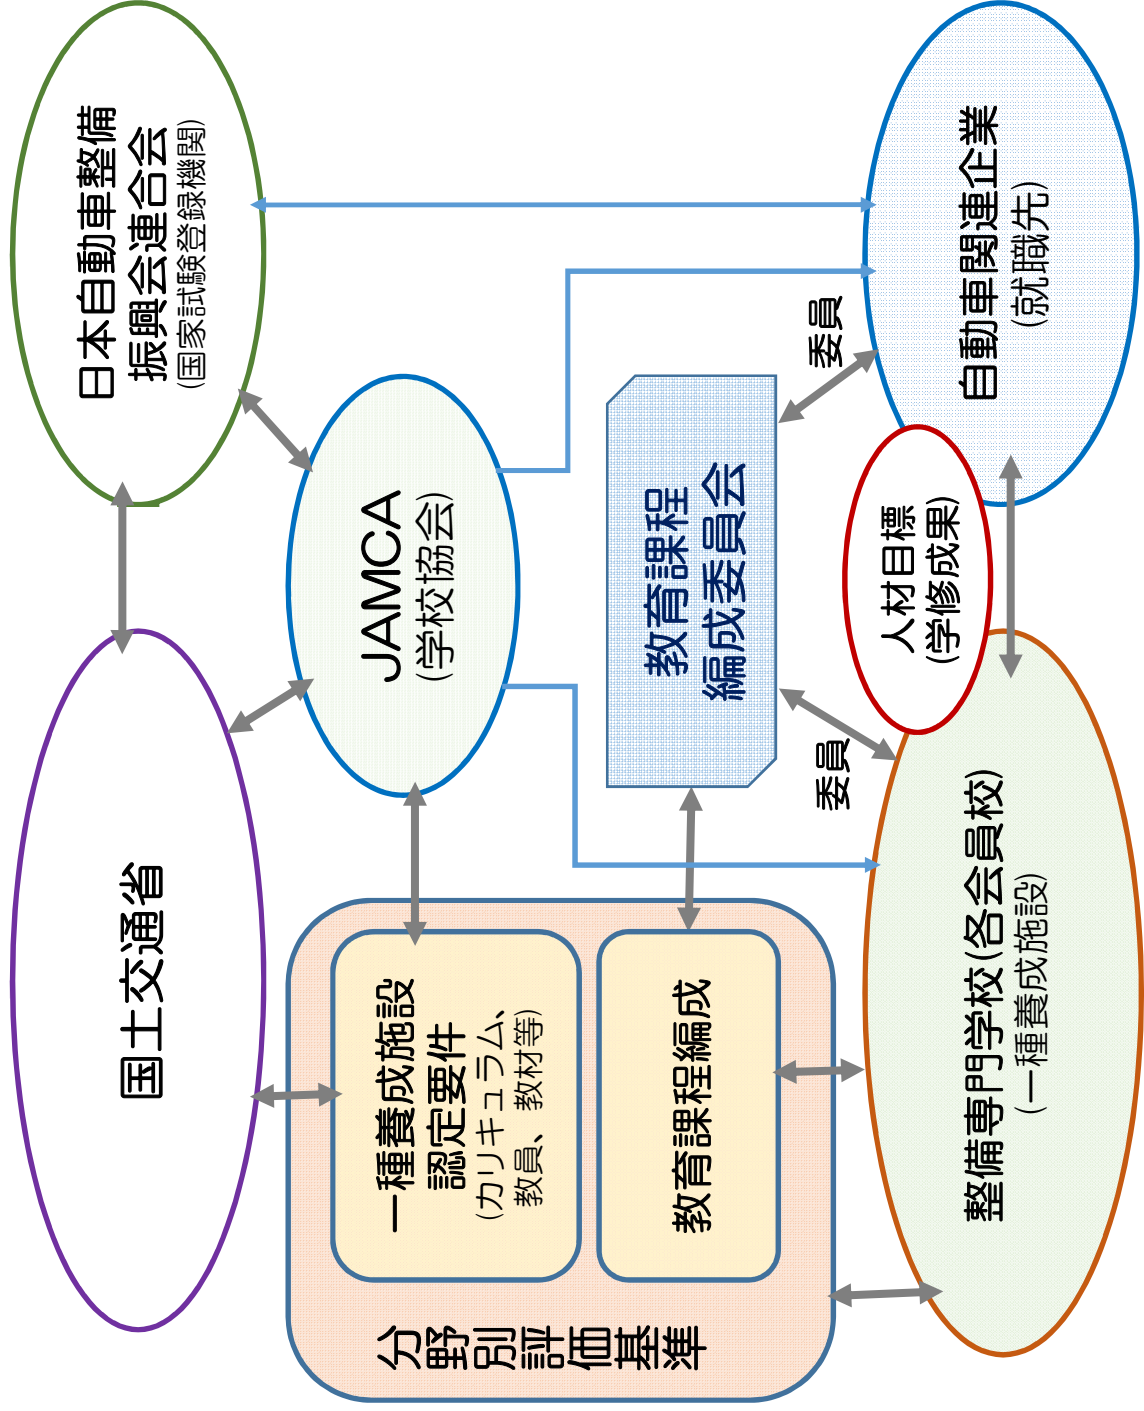 国土交通省
日本自動車整備
振興会連合会
(国家試験登録機関)
JAMCA
(学校協会)
分野別評価基準
一種養成施設
認定要件
(カリキュラム、
教員、教材等)
教育課程編成
教育課程
編成委員会
委員
委員
人材目標
(学修成果)
整備専門学校(各会員校)
(一種養成施設)
自動車関連企業
(就職先)